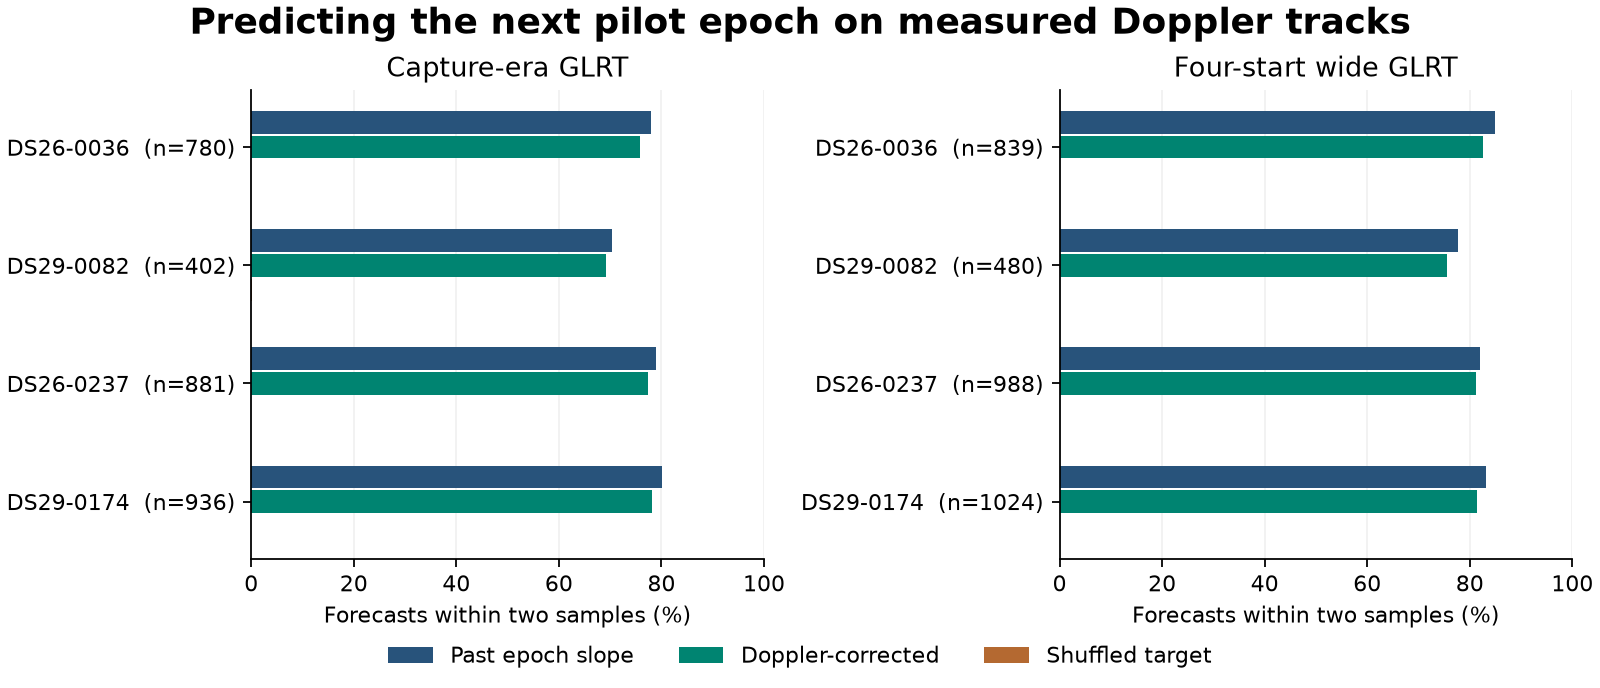 Predicting the next pilot epoch on measured Doppler tracks
Capture-era GLRT
DS26-0036 (n=780)
DS29-0082 (n=402)
DS26-0237 (n=881)
DS29-0174 (n=936)
0 20 40 60 80 100
Forecasts within two samples (%)
Four-start wide GLRT
DS26-0036 (n=839)
DS29-0082 (n=480)
DS26-0237 (n=988)
DS29-0174 (n=1024)
0 20 40 60 80 100
Forecasts within two samples (%)
Past epoch slope Doppler-corrected Shuffled target